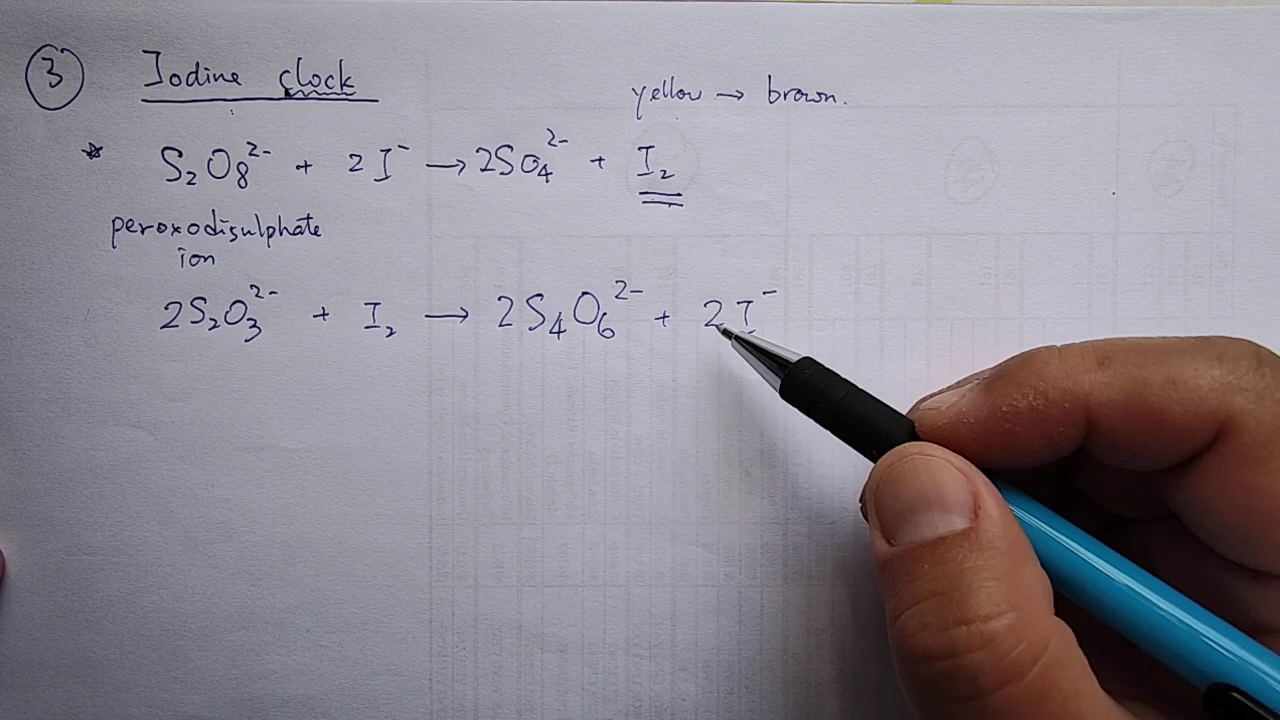 ③ Iodine clock
yellow → brown.
* S₂O₈²⁻ + 2I⁻ → 2SO₄²⁻ + I₂
peroxodisulphate
ion
2S₂O₃²⁻ + I₂ → 2S₄O₆²⁻ + 2I⁻